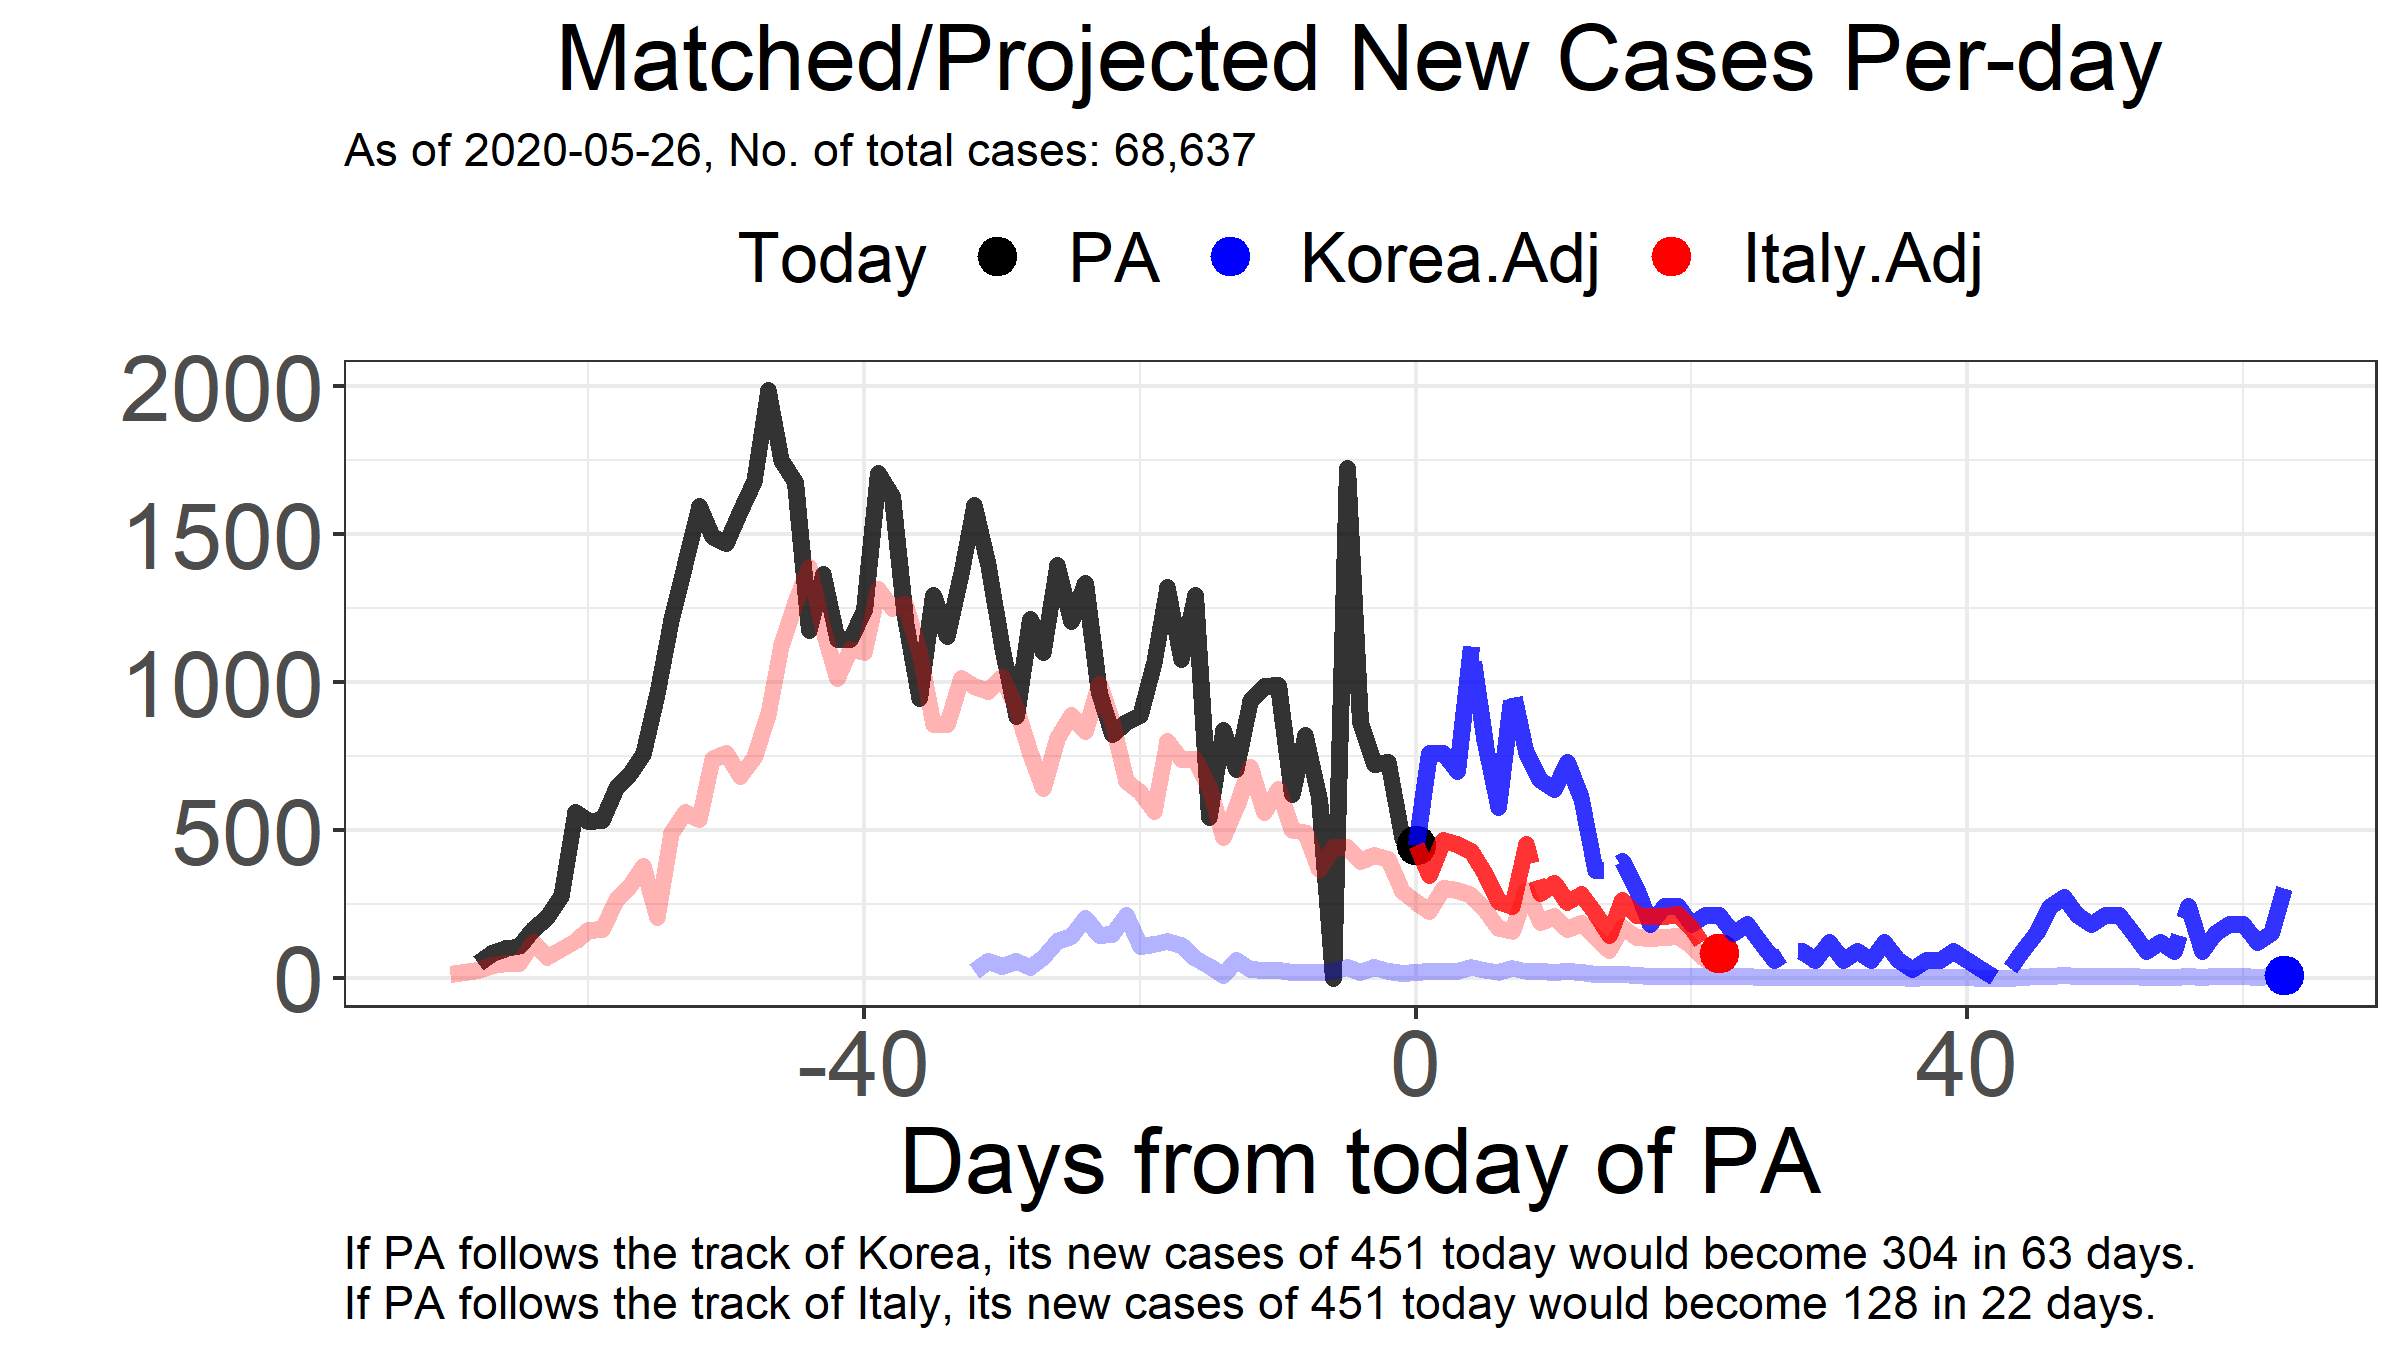 Matched/Projected New Cases Per-day
As of 2020-05-26, No. of total cases: 68,637
Today PA Korea.Adj Italy.Adj
2000
1500
1000
500
0
-40 0 40
Days from today of PA
If PA follows the track of Korea, its new cases of 451 today would become 304 in 63 days.
If PA follows the track of Italy, its new cases of 451 today would become 128 in 22 days.